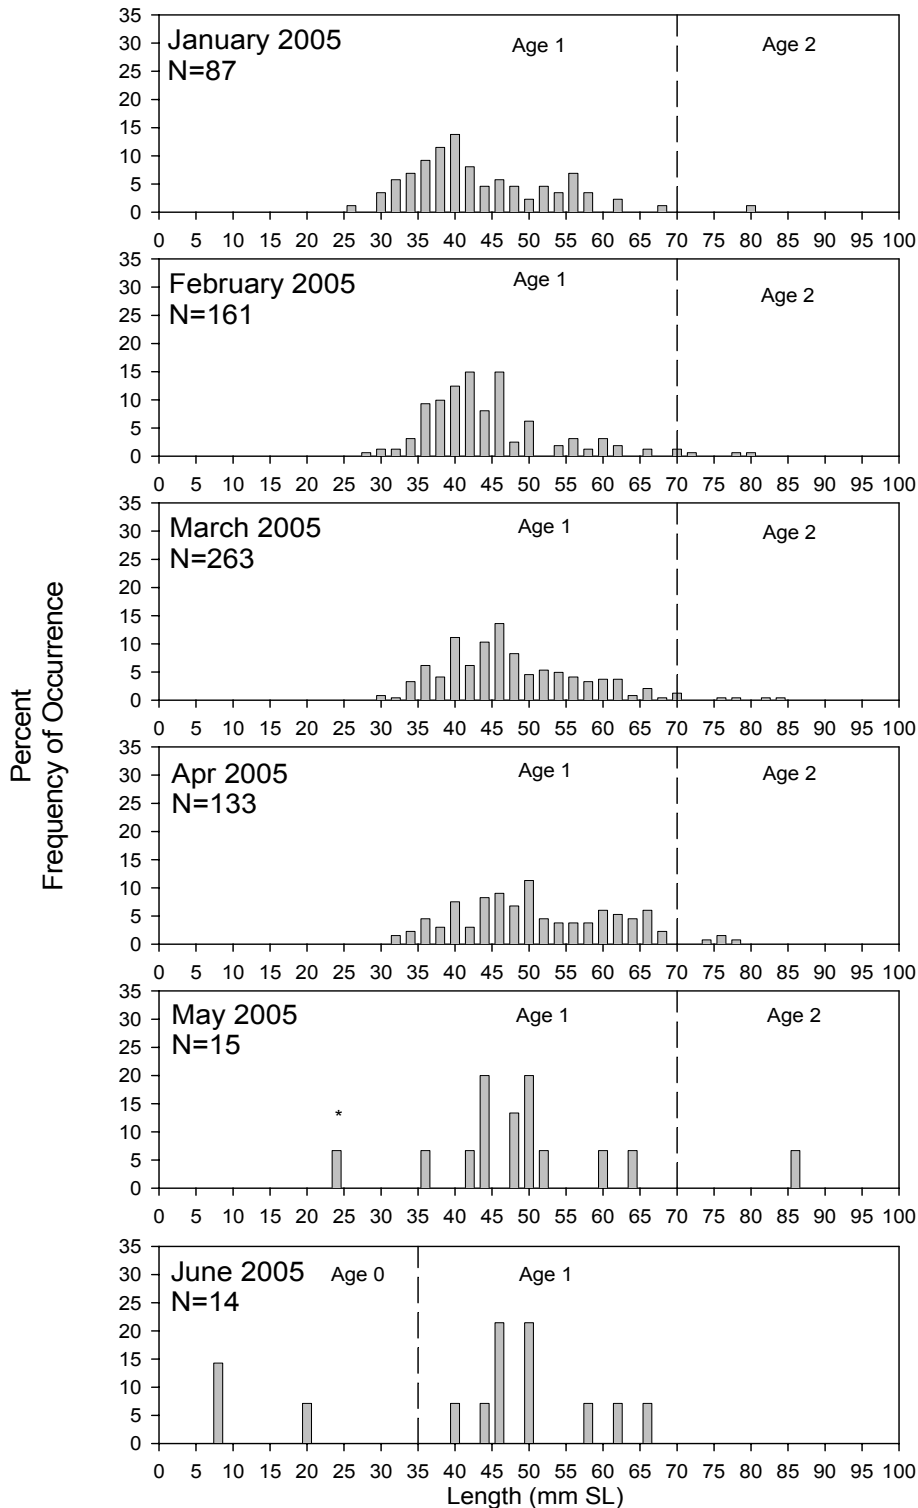 35
30
25
20
15
10
5
0
January 2005
N=87
Age 1
Age 2
0 5 10 15 20 25 30 35 40 45 50 55 60 65 70 75 80 85 90 95 100
35
30
25
20
15
10
5
0
February 2005
N=161
Age 1
Age 2
0 5 10 15 20 25 30 35 40 45 50 55 60 65 70 75 80 85 90 95 100
35
30
25
20
15
10
5
0
March 2005
N=263
Age 1
Age 2
0 5 10 15 20 25 30 35 40 45 50 55 60 65 70 75 80 85 90 95 100
Percent
Frequency of Occurrence
35
30
25
20
15
10
5
0
Apr 2005
N=133
Age 1
Age 2
0 5 10 15 20 25 30 35 40 45 50 55 60 65 70 75 80 85 90 95 100
35
30
25
20
15
10
5
0
May 2005
N=15
Age 1
Age 2
*
0 5 10 15 20 25 30 35 40 45 50 55 60 65 70 75 80 85 90 95 100
35
30
25
20
15
10
5
0
June 2005
N=14
Age 0
Age 1
0 5 10 15 20 25 30 35 40 45 50 55 60 65 70 75 80 85 90 95 100
Length (mm SL)